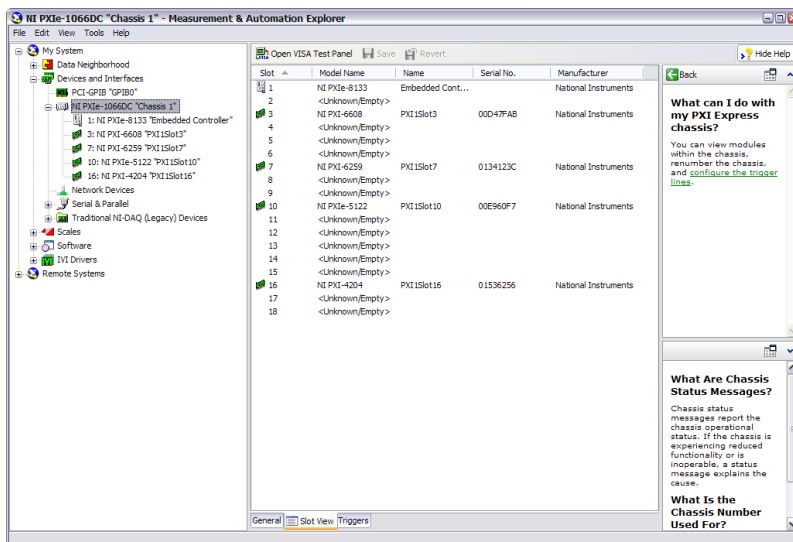 NI PXIe-1066DC "Chassis 1" - Measurement & Automation Explorer
File Edit View Tools Help
My System
Data Neighborhood
Devices and Interfaces
PCI-GPIB "GPIB0"
NI PXIe-1066DC "Chassis 1"
1: NI PXIe-8133 "Embedded Controller"
3: NI PXI-6608 "PXI1Slot3"
7: NI PXI-6259 "PXI1Slot7"
10: NI PXIe-5122 "PXI1Slot10"
16: NI PXI-4204 "PXI1Slot16"
Network Devices
Serial & Parallel
Traditional NI-DAQ (Legacy) Devices
Scales
Software
IVI Drivers
Remote Systems
Open VISA Test Panel Save Revert
Slot Model Name Name Serial No. Manufacturer
1 NI PXIe-8133 Embedded Cont... National Instruments
2 <Unknown/Empty>
3 NI PXI-6608 PXI1Slot3 00D47FAB National Instruments
4 <Unknown/Empty>
5 <Unknown/Empty>
6 <Unknown/Empty>
7 NI PXI-6259 PXI1Slot7 0134123C National Instruments
8 <Unknown/Empty>
9 <Unknown/Empty>
10 NI PXIe-5122 PXI1Slot10 00E960F7 National Instruments
11 <Unknown/Empty>
12 <Unknown/Empty>
13 <Unknown/Empty>
14 <Unknown/Empty>
15 <Unknown/Empty>
16 NI PXI-4204 PXI1Slot16 01536256 National Instruments
17 <Unknown/Empty>
18 <Unknown/Empty>
General Slot View Triggers
Hide Help
Back
What can I do with
my PXI Express
chassis?
You can view modules
within the chassis,
renumber the chassis,
and configure the trigger
lines.
What Are Chassis
Status Messages?
Chassis status
messages report the
chassis operational
status. If the chassis is
experiencing reduced
functionality or is
inoperable, a status
message explains the
cause.
What Is the
Chassis Number
Used For?